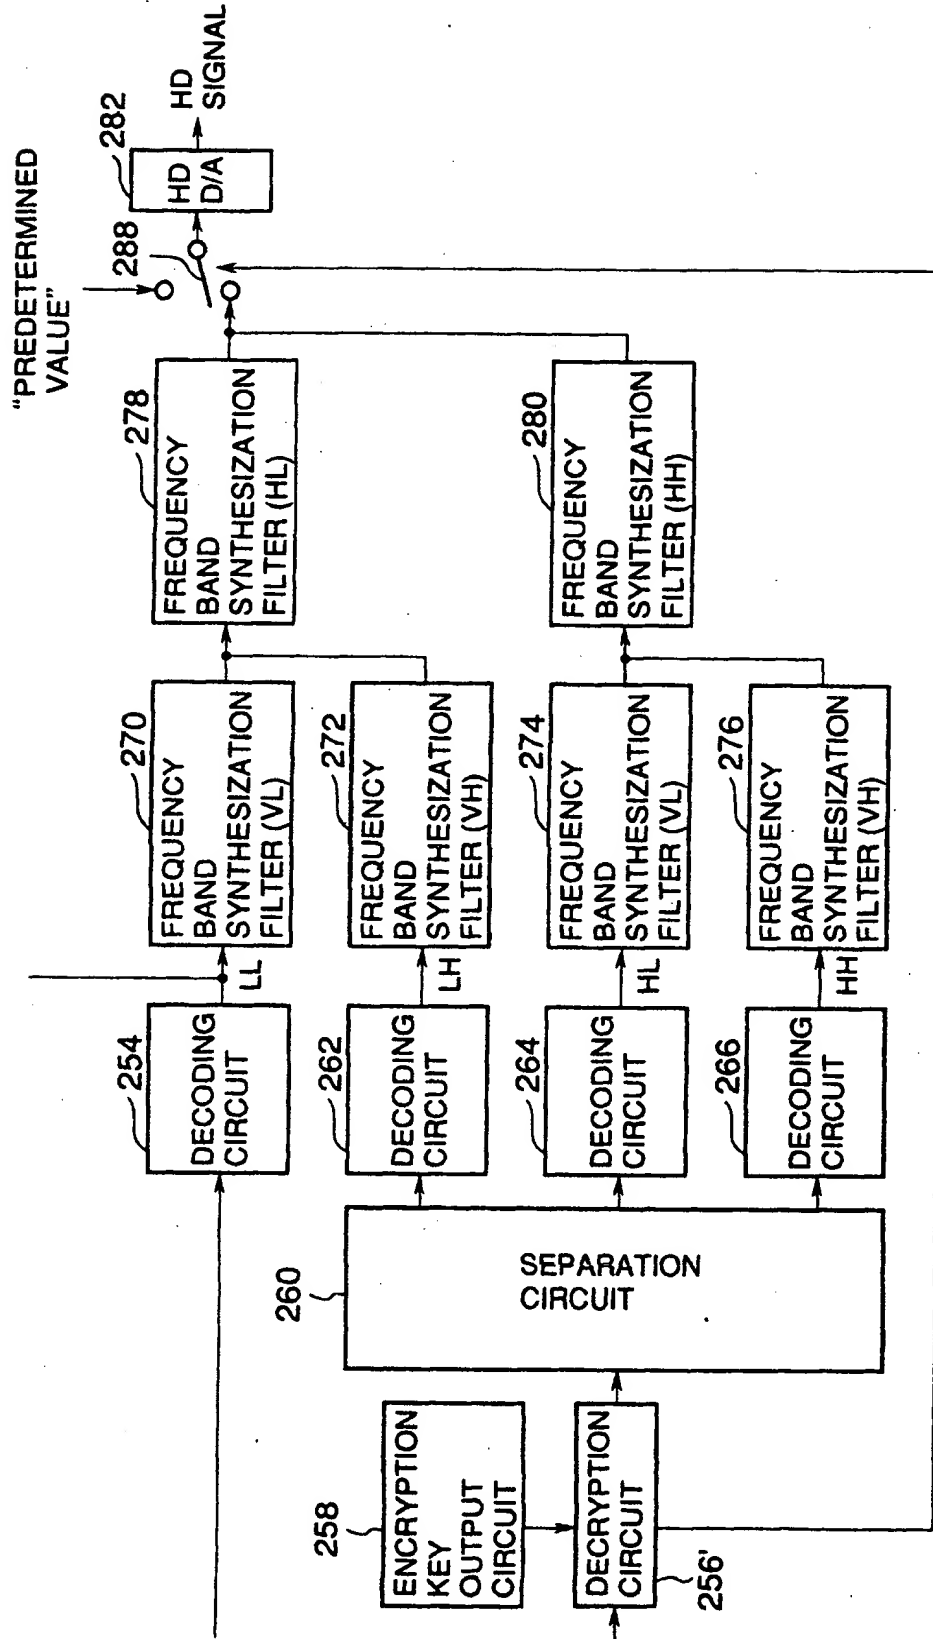 "PREDETERMINED
VALUE"
288
282
HD
D/A
HD
SIGNAL
254
DECODING
CIRCUIT
LL
270
FREQUENCY
BAND
SYNTHESIZATION
FILTER (VL)
278
FREQUENCY
BAND
SYNTHESIZATION
FILTER (HL)
262
DECODING
CIRCUIT
LH
272
FREQUENCY
BAND
SYNTHESIZATION
FILTER (VH)
258
ENCRYPTION
KEY
OUTPUT
CIRCUIT
260
SEPARATION
CIRCUIT
264
DECODING
CIRCUIT
HL
274
FREQUENCY
BAND
SYNTHESIZATION
FILTER (VL)
280
FREQUENCY
BAND
SYNTHESIZATION
FILTER (HH)
DECRYPTION
CIRCUIT
256'
266
DECODING
CIRCUIT
HH
276
FREQUENCY
BAND
SYNTHESIZATION
FILTER (VH)